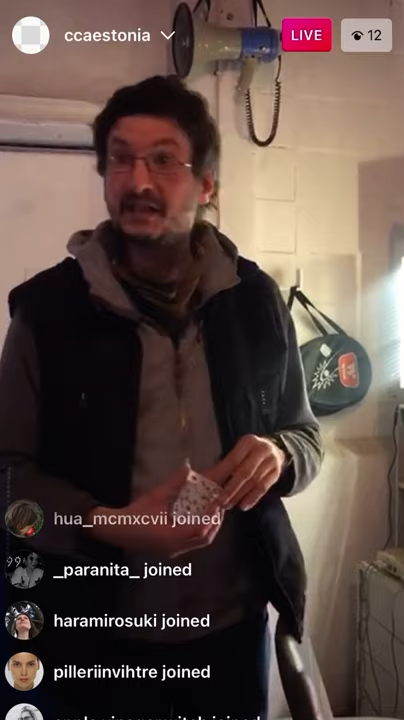 ccaestonia
LIVE
12
hua_mcmxcvii joined
_paranita_ joined
haramirosuki joined
pilleriinvihtre joined